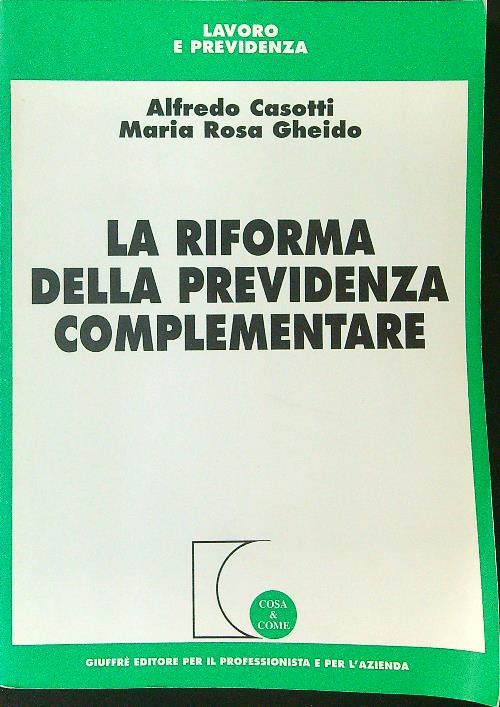 LAVORO
E PREVIDENZA
Alfredo Casotti
Maria Rosa Gheido
LA RIFORMA
DELLA PREVIDENZA
COMPLEMENTARE
COSA
&
COME
GIUFFRÈ EDITORE PER IL PROFESSIONISTA E PER L'AZIENDA